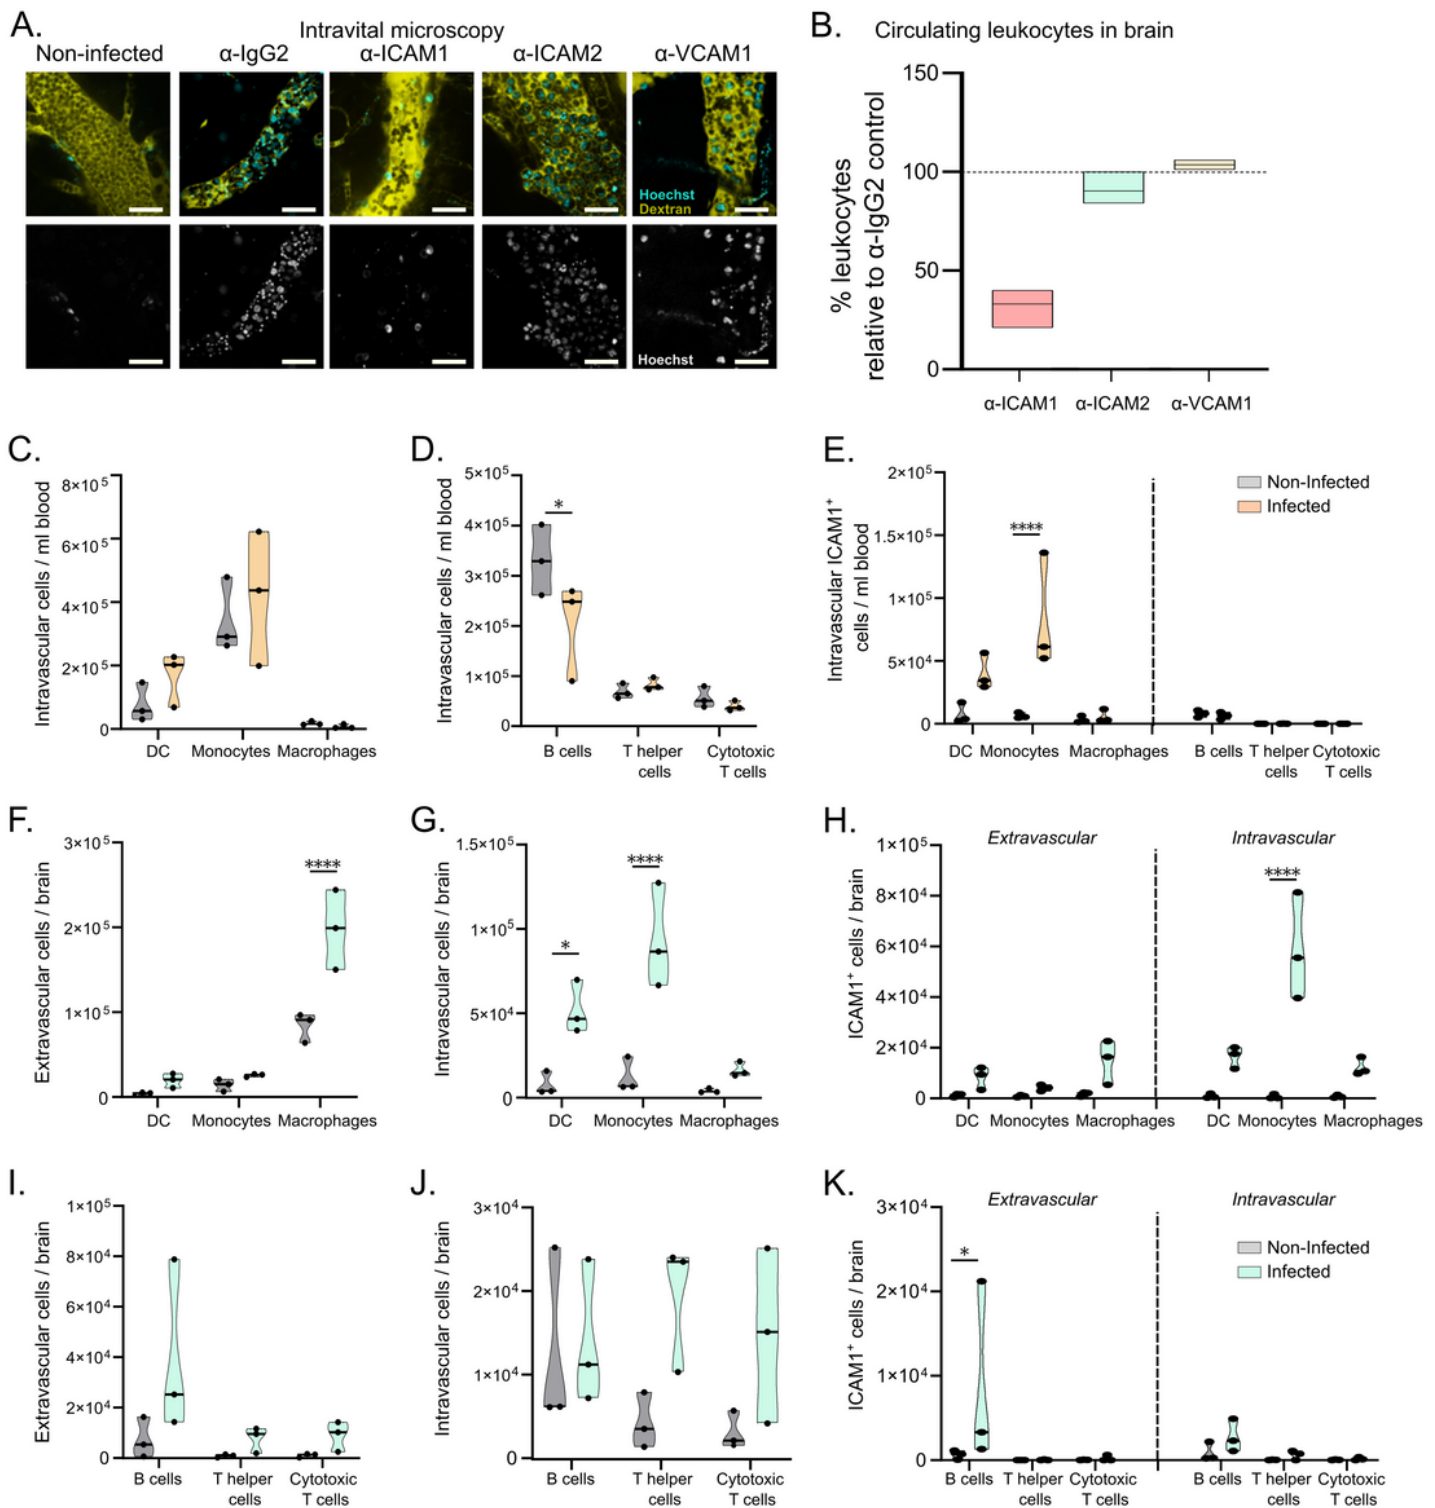 A.
Intravital microscopy
Non-infected
α-IgG2
α-ICAM1
α-ICAM2
α-VCAM1
Hoechst
Dextran
Hoechst
B.
Circulating leukocytes in brain
% leukocytes
relative to α-IgG2 control
150
100
50
0
α-ICAM1
α-ICAM2
α-VCAM1
C.
Intravascular cells / ml blood
8×10⁵
6×10⁵
4×10⁵
2×10⁵
0
DC
Monocytes
Macrophages
D.
Intravascular cells / ml blood
5×10⁵
4×10⁵
3×10⁵
2×10⁵
1×10⁵
0
*
B cells
T helper
cells
Cytotoxic
T cells
E.
Intravascular ICAM1⁺
cells / ml blood
2×10⁵
1.5×10⁵
1×10⁵
5×10⁴
0
****
Non-Infected
Infected
DC
Monocytes
Macrophages
B cells
T helper
cells
Cytotoxic
T cells
F.
Extravascular cells / brain
3×10⁵
2×10⁵
1×10⁵
0
****
DC
Monocytes
Macrophages
G.
Intravascular cells / brain
1.5×10⁵
1×10⁵
5×10⁴
0
*
****
DC
Monocytes
Macrophages
H.
Extravascular
Intravascular
ICAM1⁺ cells / brain
1×10⁵
8×10⁴
6×10⁴
4×10⁴
2×10⁴
0
****
DC
Monocytes
Macrophages
DC
Monocytes
Macrophages
I.
Extravascular cells / brain
1×10⁵
8×10⁴
6×10⁴
4×10⁴
2×10⁴
0
B cells
T helper
cells
Cytotoxic
T cells
J.
Intravascular cells / brain
3×10⁴
2×10⁴
1×10⁴
0
B cells
T helper
cells
Cytotoxic
T cells
K.
Extravascular
Intravascular
ICAM1⁺ cells / brain
3×10⁴
2×10⁴
1×10⁴
0
*
Non-Infected
Infected
B cells
T helper
cells
Cytotoxic
T cells
B cells
T helper
cells
Cytotoxic
T cells